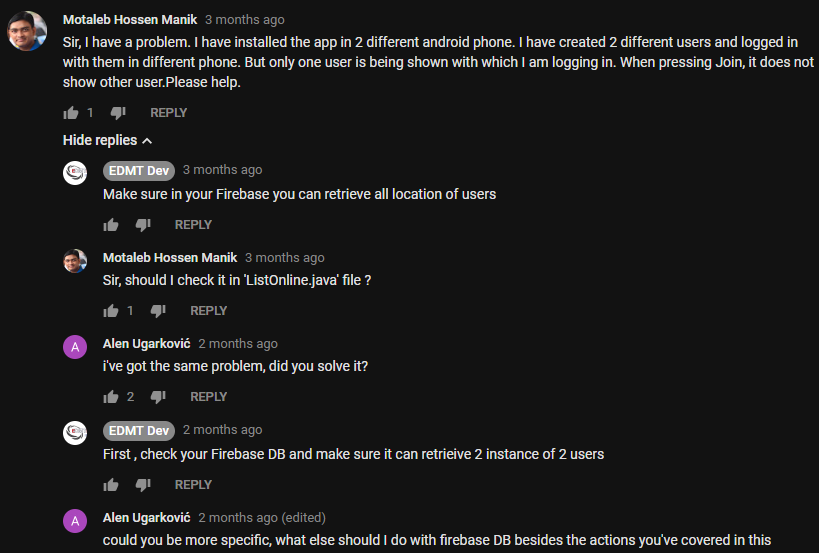 Motaleb Hossen Manik 3 months ago
Sir, I have a problem. I have installed the app in 2 different android phone. I have created 2 different users and logged in
with them in different phone. But only one user is being shown with which I am logging in. When pressing Join, it does not
show other user.Please help.
1 REPLY
Hide replies
EDMT Dev 3 months ago
Make sure in your Firebase you can retrieve all location of users
REPLY
Motaleb Hossen Manik 3 months ago
Sir, should I check it in 'ListOnline.java' file ?
1 REPLY
A Alen Ugarković 2 months ago
i've got the same problem, did you solve it?
2 REPLY
EDMT Dev 2 months ago
First , check your Firebase DB and make sure it can retrieive 2 instance of 2 users
REPLY
A Alen Ugarković 2 months ago (edited)
could you be more specific, what else should I do with firebase DB besides the actions you've covered in this